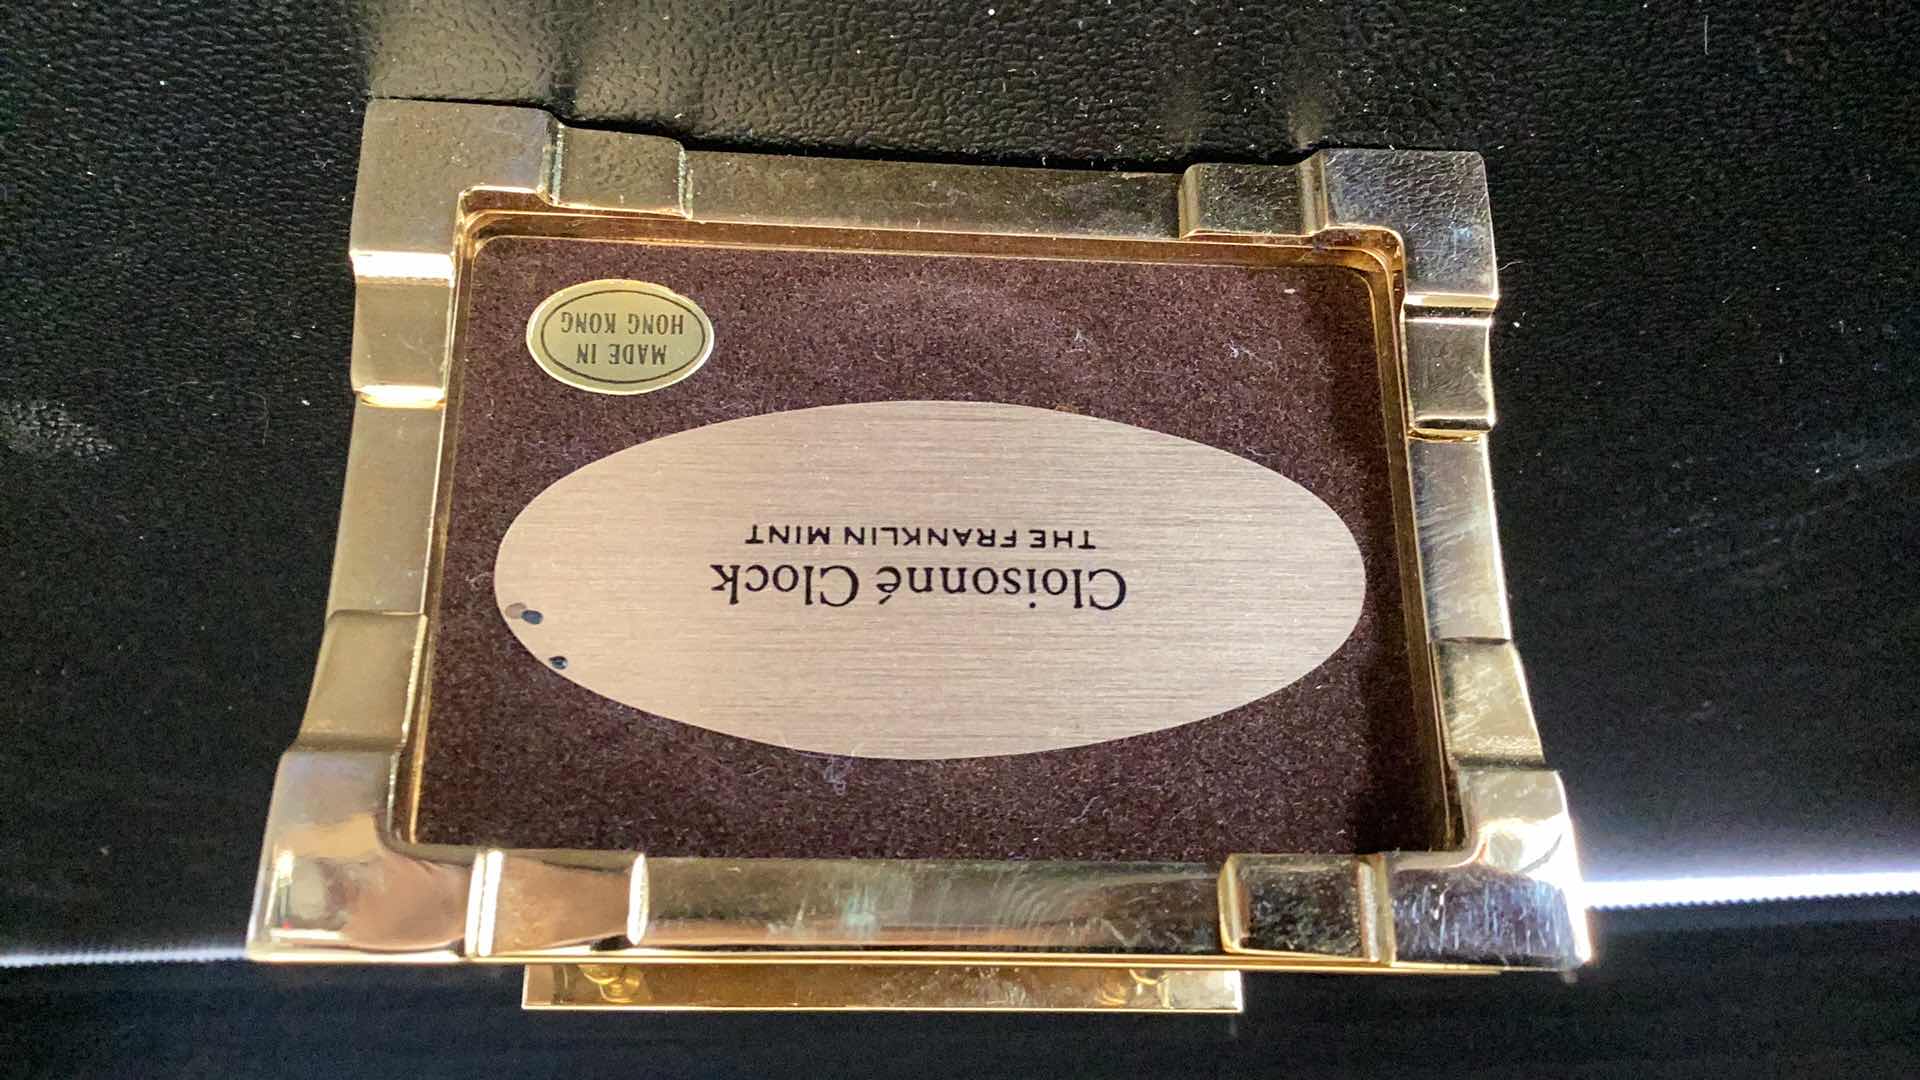 Cloisonné Clock
THE FRANKLIN MINT
MADE IN
HONG KONG